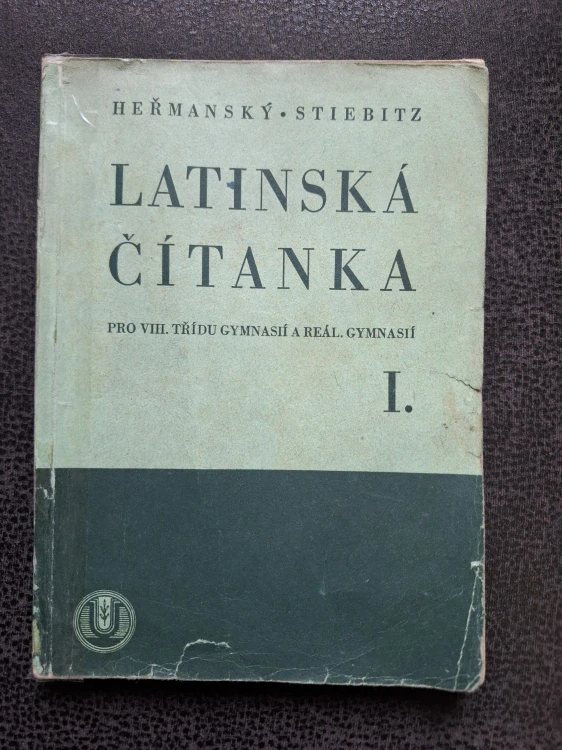 HEŘMANSKÝ • STIEBITZ
LATINSKÁ
ČÍTANKA
PRO VIII. TŘÍDU GYMNASIÍ A REÁL. GYMNASIÍ
I.